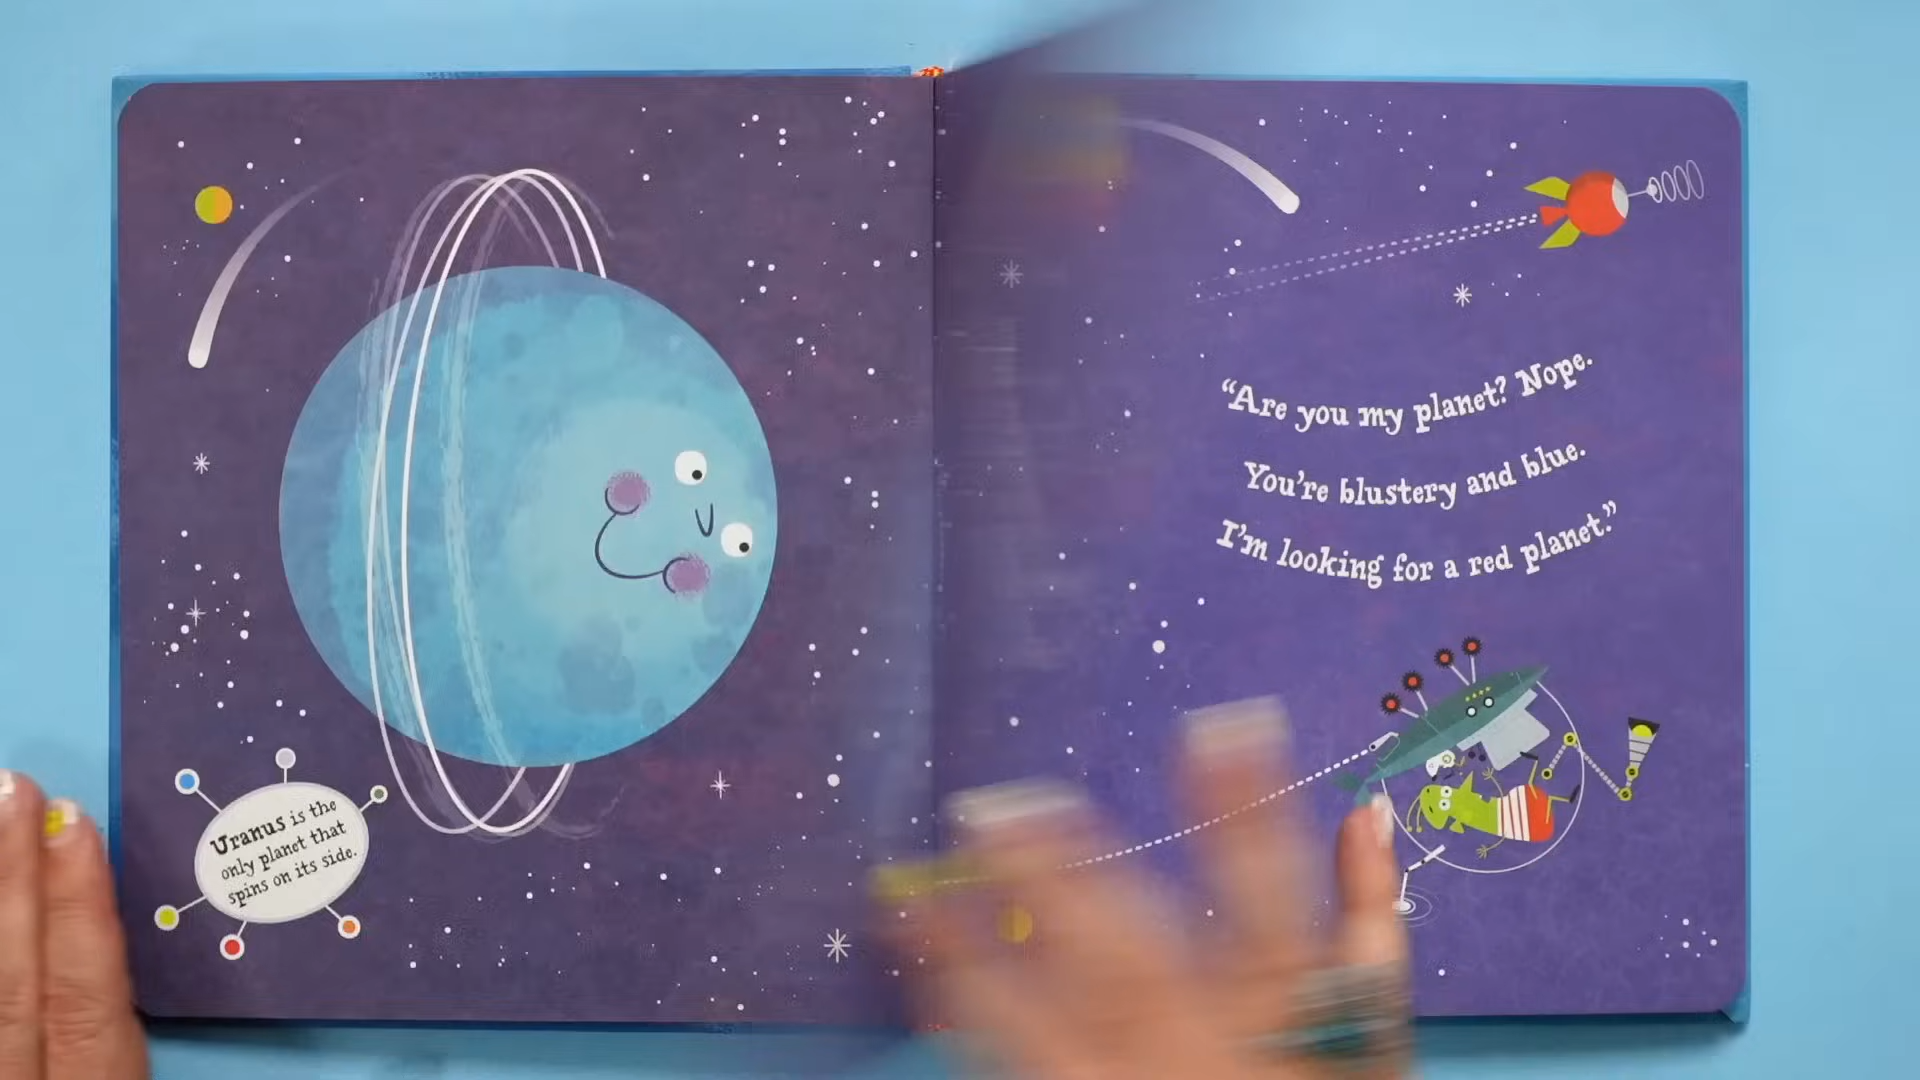 Uranus is the
only planet that
spins on its side.
“Are you my planet? Nope.
You’re blustery and blue.
I’m looking for a red planet.”